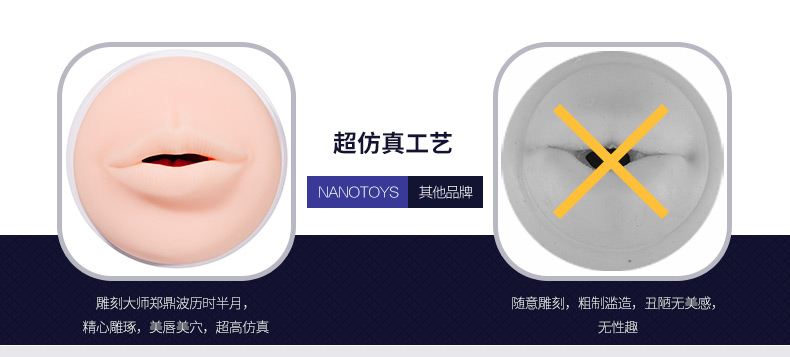 超仿真工艺
NANOTOYS 其他品牌
雕刻大师郑鼎波历时半月，
精心雕琢，美唇美穴，超高仿真
随意雕刻，粗制滥造，丑陋无美感，
无性趣